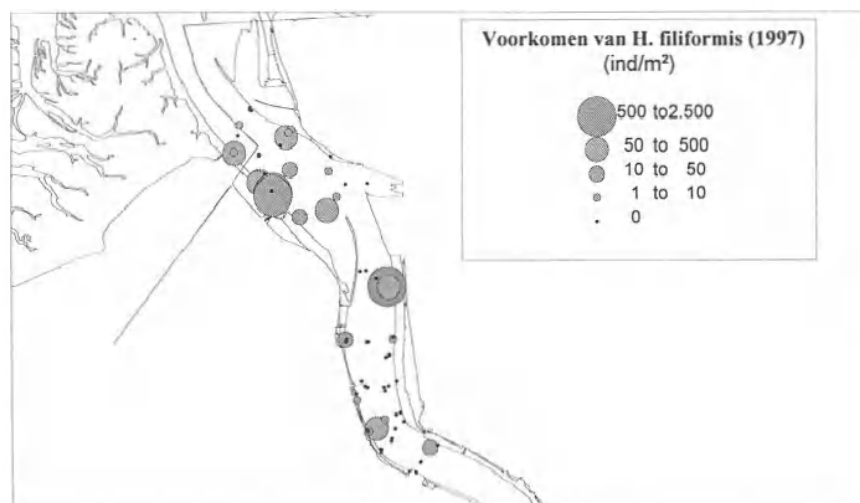 Voorkomen van H. filiformis (1997)
(ind/m²)
500 to2.500
50 to 500
10 to 50
1 to 10
0